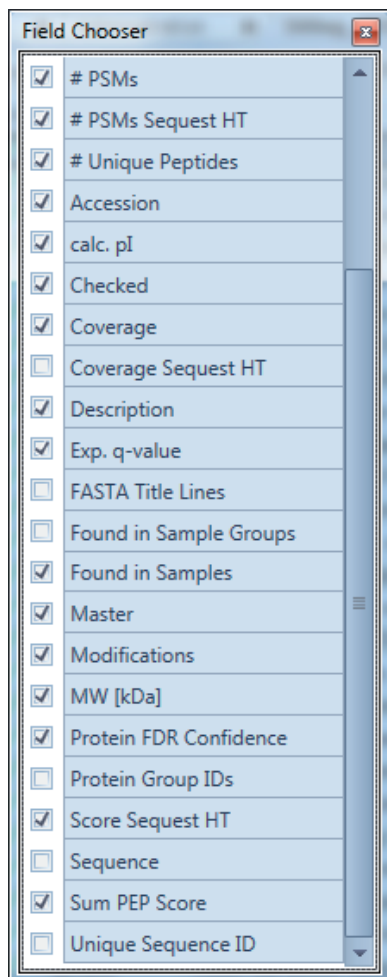 Field Chooser
# PSMs
# PSMs Sequest HT
# Unique Peptides
Accession
calc. pI
Checked
Coverage
Coverage Sequest HT
Description
Exp. q-value
FASTA Title Lines
Found in Sample Groups
Found in Samples
Master
Modifications
MW [kDa]
Protein FDR Confidence
Protein Group IDs
Score Sequest HT
Sequence
Sum PEP Score
Unique Sequence ID